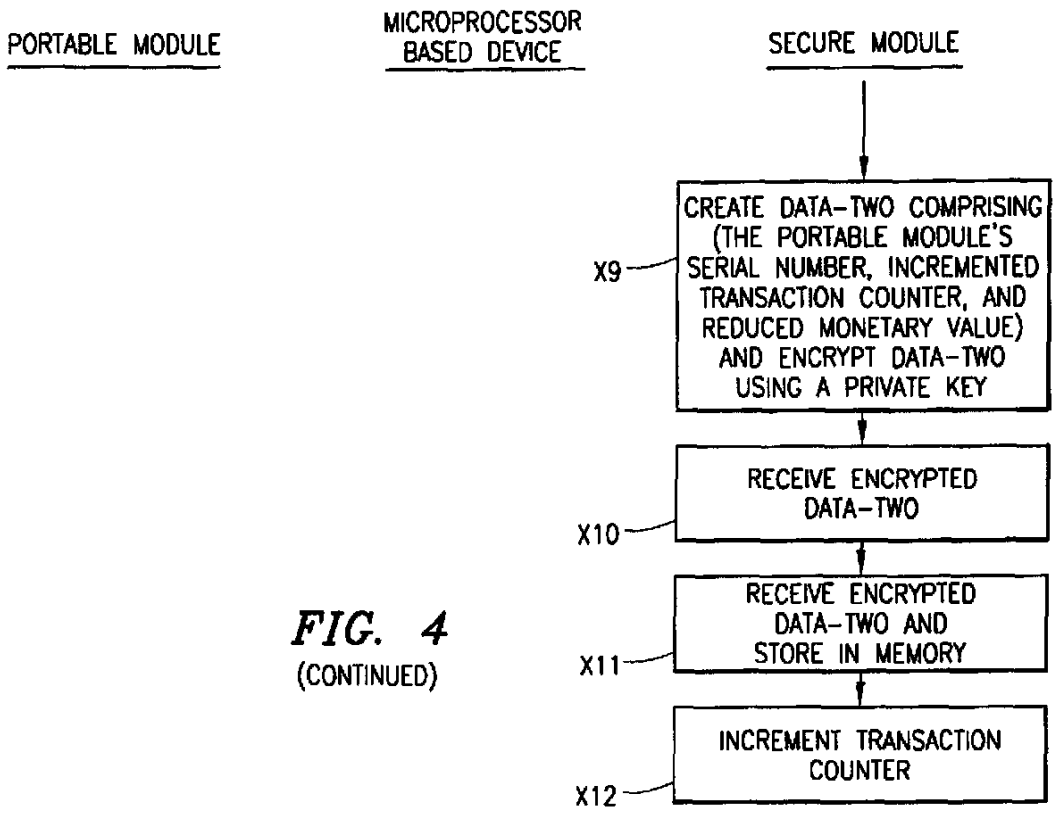 PORTABLE MODULE
MICROPROCESSOR
BASED DEVICE
SECURE MODULE
CREATE DATA-TWO COMPRISING
(THE PORTABLE MODULE'S
SERIAL NUMBER, INCREMENTED
TRANSACTION COUNTER, AND
REDUCED MONETARY VALUE)
AND ENCRYPT DATA-TWO
USING A PRIVATE KEY
X9
RECEIVE ENCRYPTED
DATA-TWO
X10
RECEIVE ENCRYPTED
DATA-TWO AND
STORE IN MEMORY
X11
INCREMENT TRANSACTION
COUNTER
X12
FIG. 4
(CONTINUED)